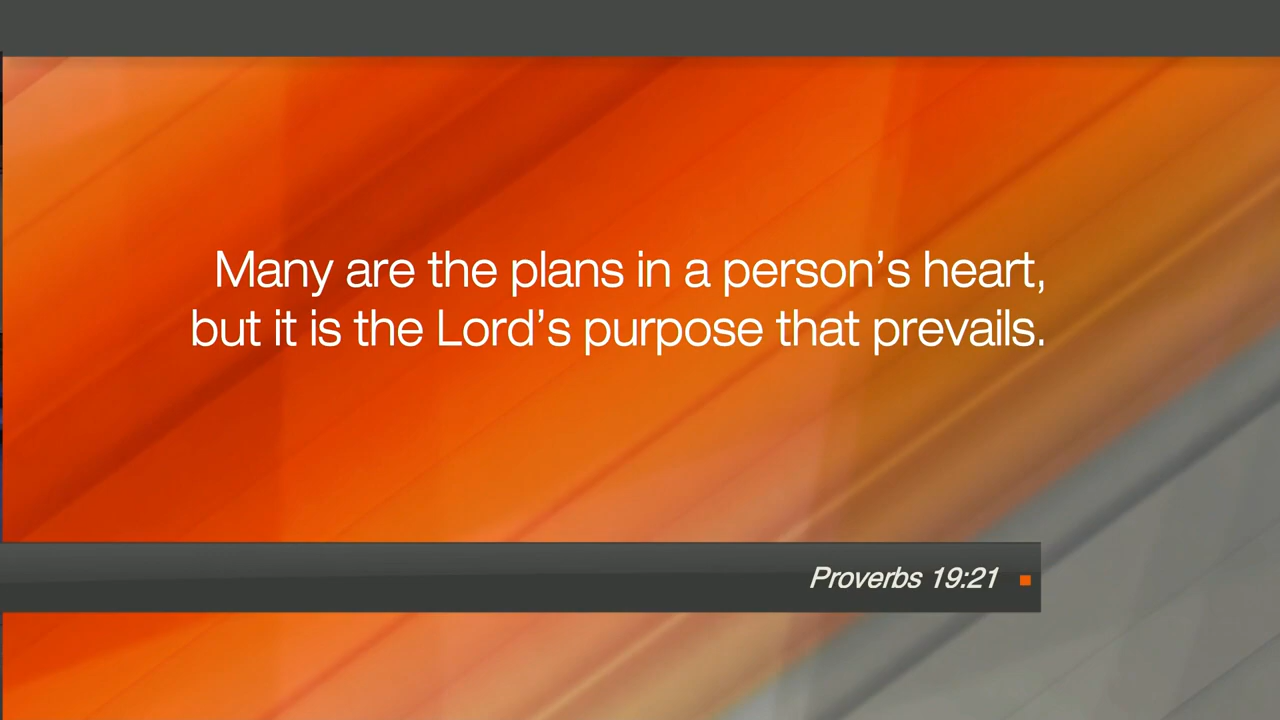 Many are the plans in a person’s heart,
but it is the Lord’s purpose that prevails.
Proverbs 19:21